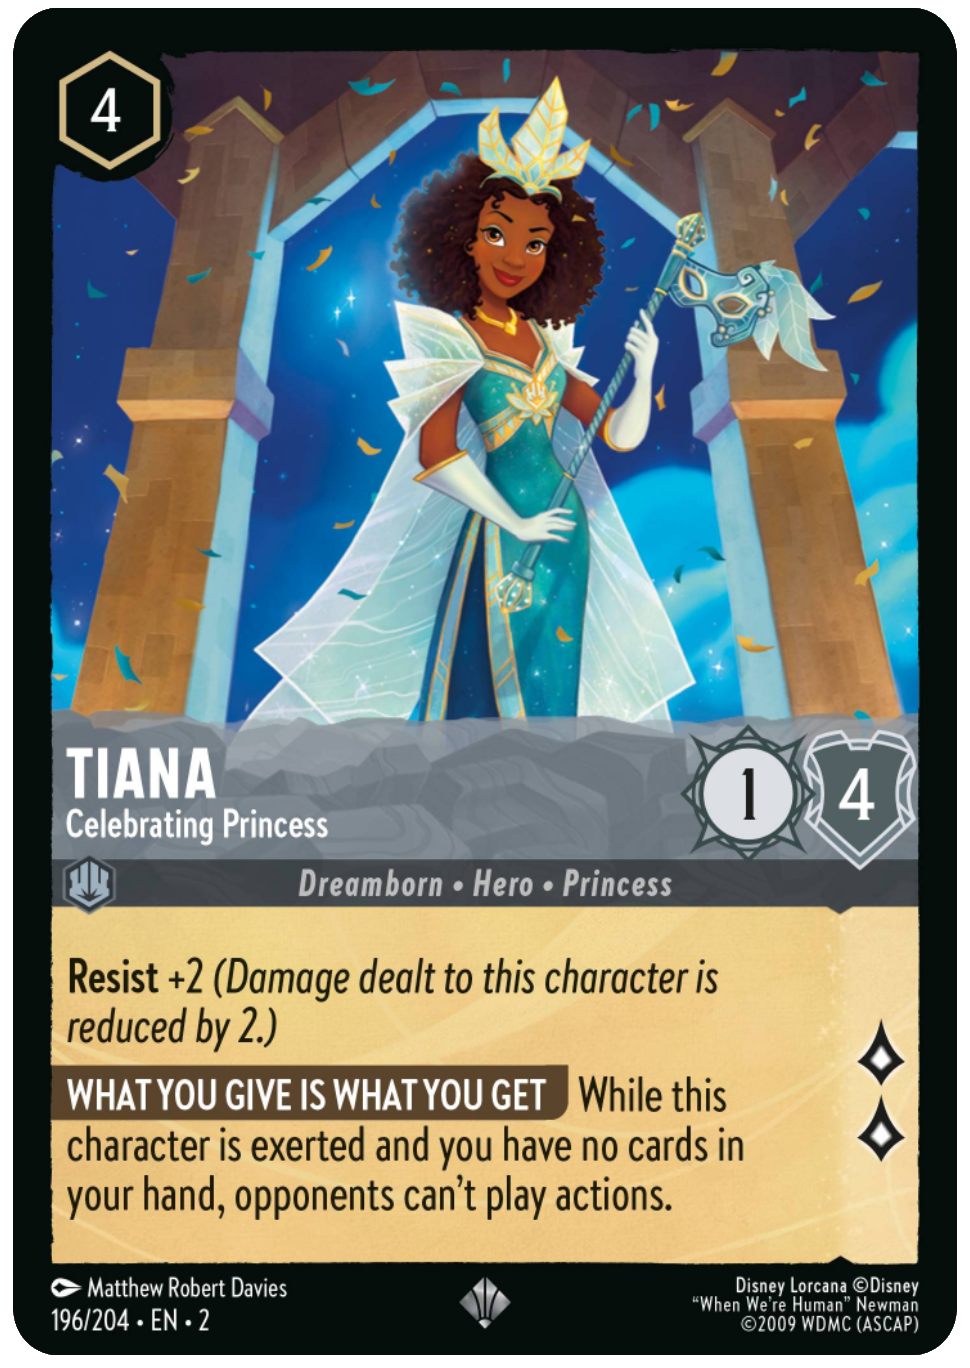 4
TIANA
Celebrating Princess
1
4
Dreamborn • Hero • Princess
Resist +2 (Damage dealt to this character is
reduced by 2.)
WHAT YOU GIVE IS WHAT YOU GET While this
character is exerted and you have no cards in
your hand, opponents can't play actions.
Matthew Robert Davies
196/204 • EN • 2
Disney Lorcana ©Disney
“When We’re Human” Newman
©2009 WDMC (ASCAP)